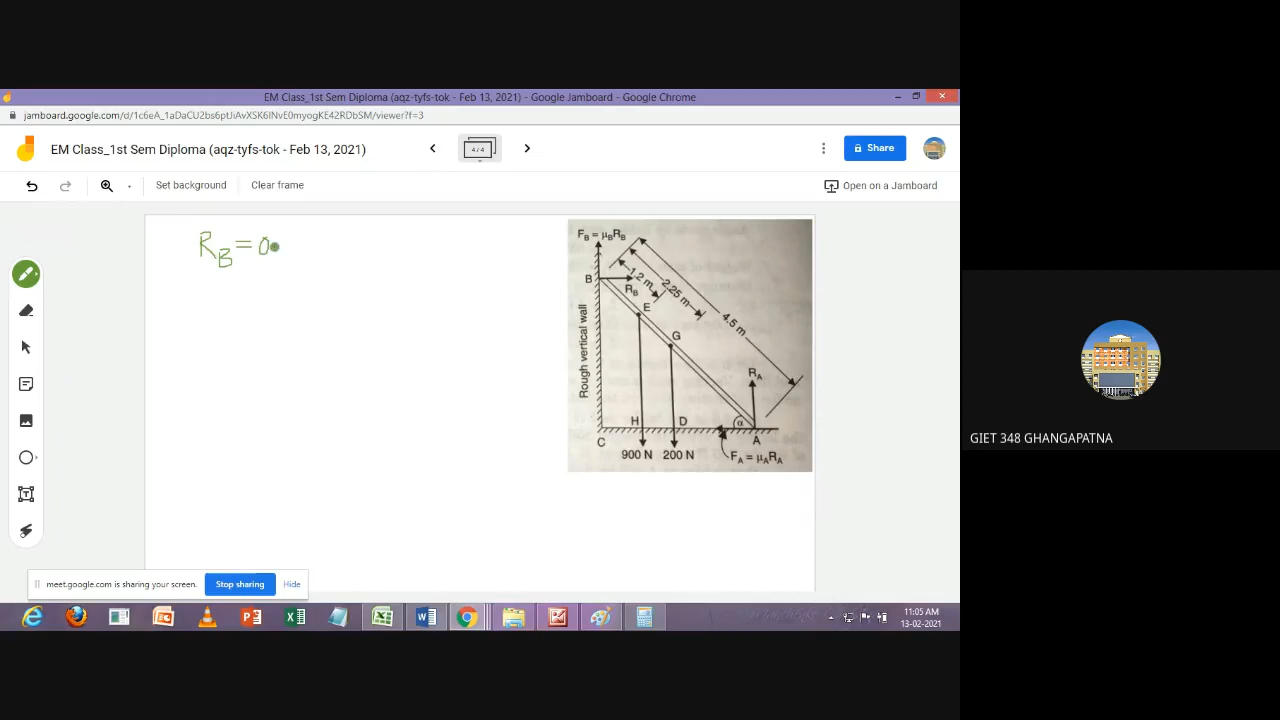 EM Class_1st Sem Diploma (aqz-tyfs-tok - Feb 13, 2021) - Google Jamboard - Google Chrome
jamboard.google.com/d/1c6eA_1aDaCU2bs6ptUiAvXSK6INvE0myogKE42RDbSM/viewer?f=3
EM Class_1st Sem Diploma (aqz-tyfs-tok - Feb 13, 2021)
4 / 4
Share
Set background
Clear frame
Open on a Jamboard
R_B = 0.
F_B = μ_B R_B
B
R_B
1.2 m
2.25 m
4.5 m
E
G
Rough vertical wall
R_A
H
D
α
C
A
900 N
200 N
F_A = μ_A R_A
GIET 348 GHANGAPATNA
meet.google.com is sharing your screen.
Stop sharing
Hide
11:05 AM
13-02-2021